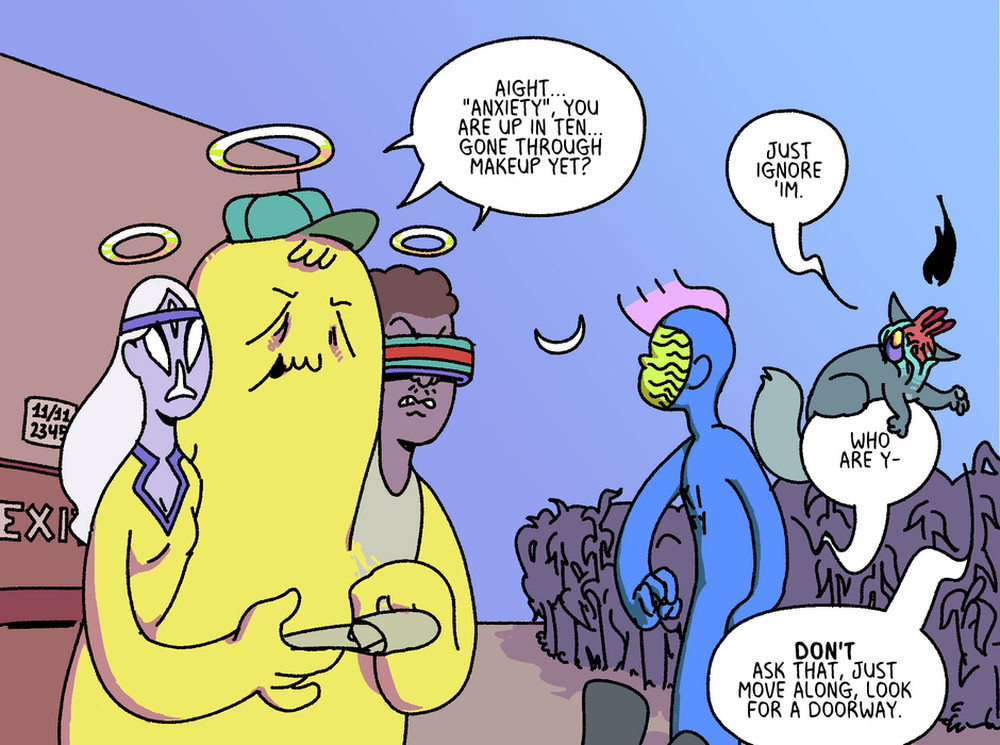 AIGHT...
"ANXIETY", YOU
ARE UP IN TEN...
GONE THROUGH
MAKEUP YET?
JUST
IGNORE
'IM.
WHO
ARE Y-
DON'T
ASK THAT, JUST
MOVE ALONG, LOOK
FOR A DOORWAY.
11/11
2345
EXI